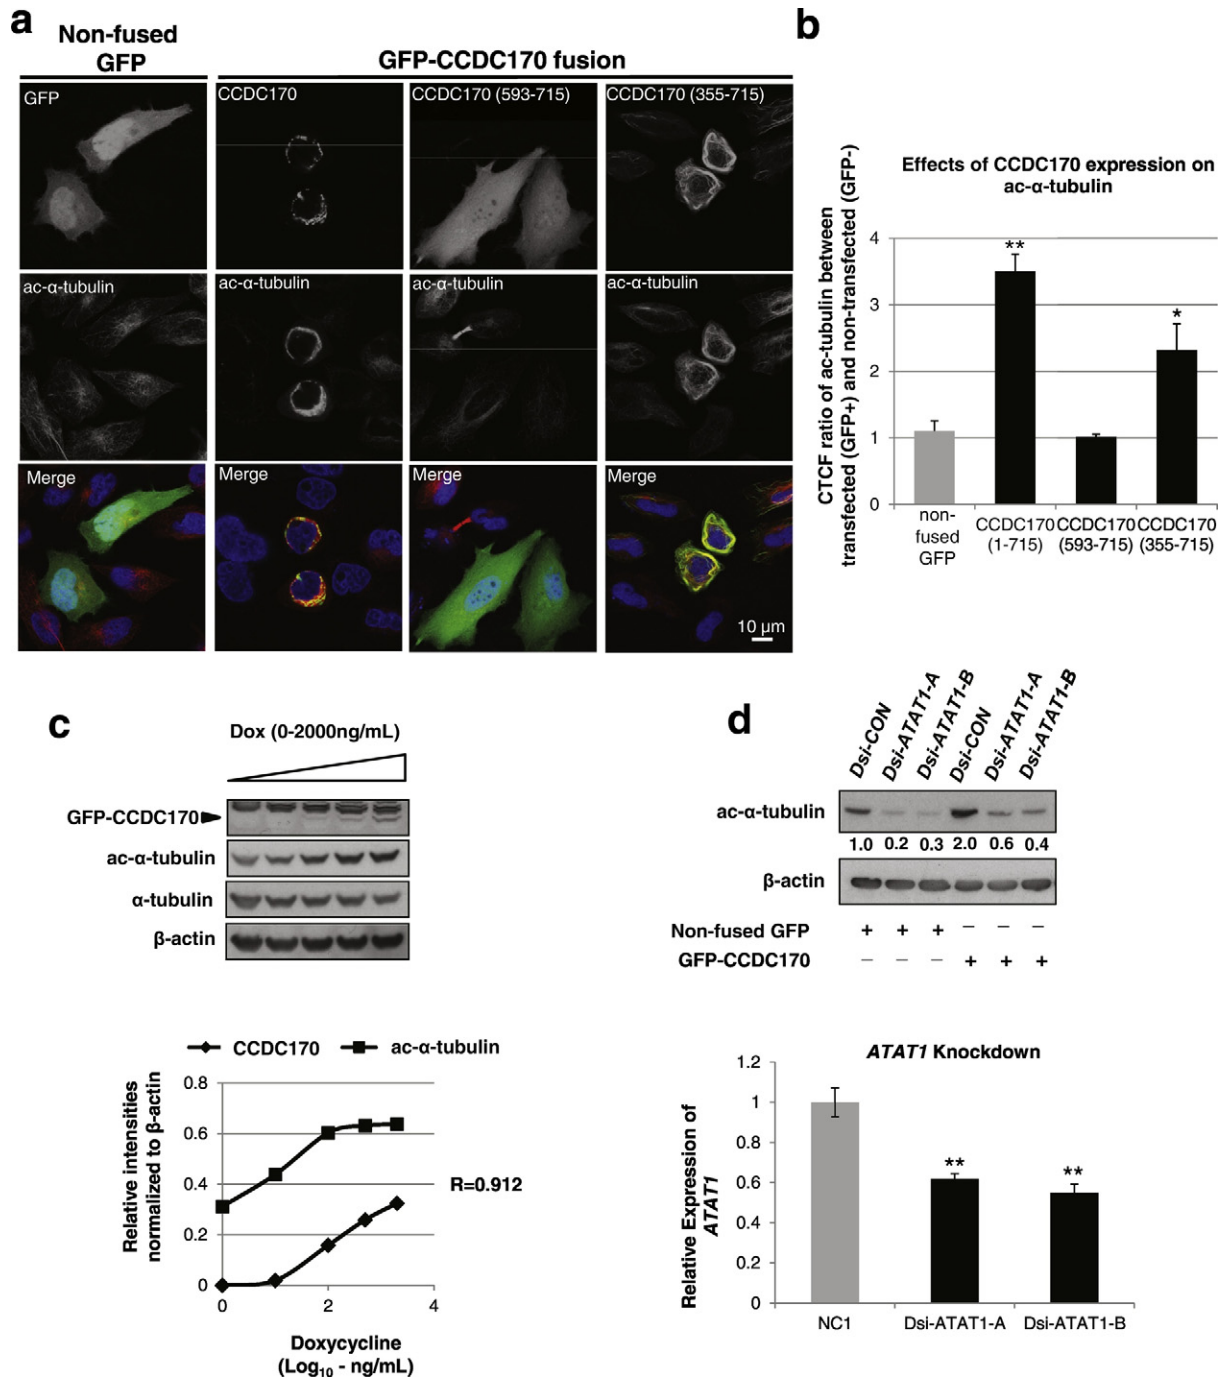 a
Non-fused
GFP
GFP-CCDC170 fusion
GFP
CCDC170
CCDC170 (593-715)
CCDC170 (355-715)
ac-α-tubulin
ac-α-tubulin
ac-α-tubulin
ac-α-tubulin
Merge
Merge
Merge
Merge
10 µm
b
Effects of CCDC170 expression on
ac-α-tubulin
CTCF ratio of ac-tubulin between
transfected (GFP+) and non-transfected (GFP-)
4
3
2
1
0
**
*
non-
fused
GFP
CCDC170
(1-715)
CCDC170
(593-715)
CCDC170
(355-715)
c
Dox (0-2000ng/mL)
GFP-CCDC170
ac-α-tubulin
α-tubulin
β-actin
CCDC170
ac-α-tubulin
Relative intensities
normalized to β-actin
0.8
0.6
0.4
0.2
0
R=0.912
0
2
4
Doxycycline
(Log10 - ng/mL)
d
Dsi-CON
Dsi-ATAT1-A
Dsi-ATAT1-B
Dsi-CON
Dsi-ATAT1-A
Dsi-ATAT1-B
ac-α-tubulin
1.0 0.2 0.3 2.0 0.6 0.4
β-actin
Non-fused GFP + + + − − −
GFP-CCDC170 − − − + + +
ATAT1 Knockdown
Relative Expression of
ATAT1
1.2
1
0.8
0.6
0.4
0.2
0
**
**
NC1
Dsi-ATAT1-A
Dsi-ATAT1-B